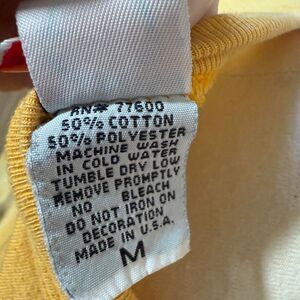 RN# 77600
50% COTTON
50% POLYESTER
MACHINE WASH
IN COLD WATER
TUMBLE DRY LOW
REMOVE PROMPTLY
NO BLEACH
DO NOT IRON ON
DECORATION
MADE IN U.S.A.
M